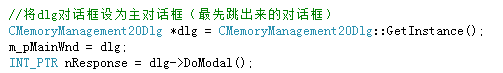 //将dlg对话框设为主对话框（最先跳出来的对话框）
CMemoryManagement20Dlg *dlg = CMemoryManagement20Dlg::GetInstance();
m_pMainWnd = dlg;
INT_PTR nResponse = dlg->DoModal();